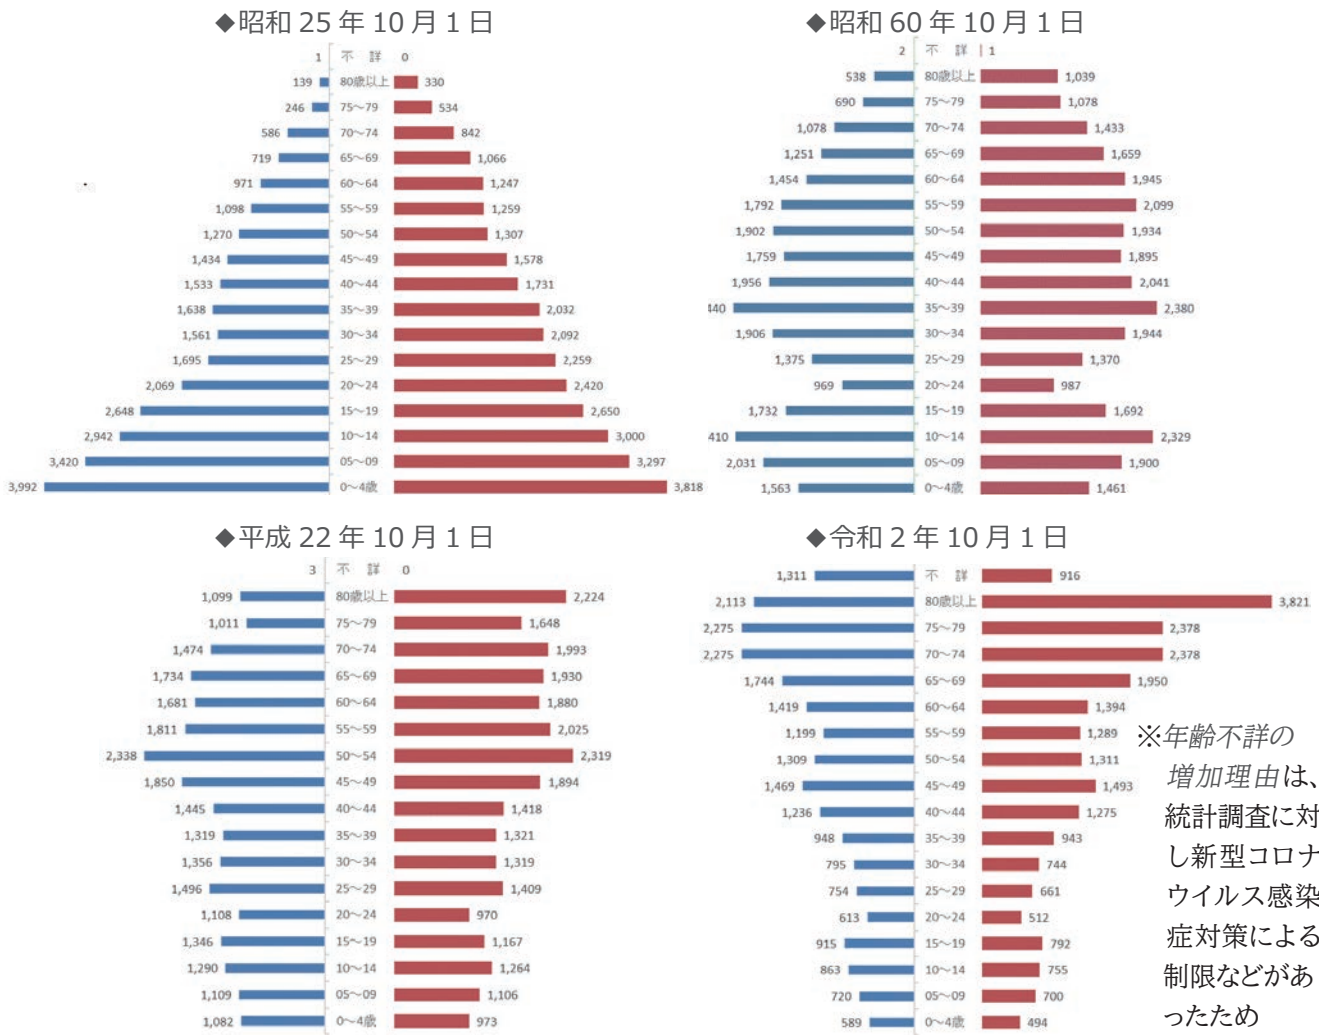 ◆昭和 25 年 10 月 1 日
1 不 詳 0
139 80歳以上 330
246 75～79 534
586 70～74 842
719 65～69 1,066
971 60～64 1,247
1,098 55～59 1,259
1,270 50～54 1,307
1,434 45～49 1,578
1,533 40～44 1,731
1,638 35～39 2,032
1,561 30～34 2,092
1,695 25～29 2,259
2,069 20～24 2,420
2,648 15～19 2,650
2,942 10～14 3,000
3,420 05～09 3,297
3,992 0～4歳 3,818
◆昭和 60 年 10 月 1 日
2 不 詳 1
538 80歳以上 1,039
690 75～79 1,078
1,078 70～74 1,433
1,251 65～69 1,659
1,454 60～64 1,945
1,792 55～59 2,099
1,902 50～54 1,934
1,759 45～49 1,895
1,956 40～44 2,041
440 35～39 2,380
1,906 30～34 1,944
1,375 25～29 1,370
969 20～24 987
1,732 15～19 1,692
410 10～14 2,329
2,031 05～09 1,900
1,563 0～4歳 1,461
◆平成 22 年 10 月 1 日
3 不 詳 0
1,099 80歳以上 2,224
1,011 75～79 1,648
1,474 70～74 1,993
1,734 65～69 1,930
1,681 60～64 1,880
1,811 55～59 2,025
2,338 50～54 2,319
1,850 45～49 1,894
1,445 40～44 1,418
1,319 35～39 1,321
1,356 30～34 1,319
1,496 25～29 1,409
1,108 20～24 970
1,346 15～19 1,167
1,290 10～14 1,264
1,109 05～09 1,106
1,082 0～4歳 973
◆令和 2 年 10 月 1 日
1,311 不 詳 916
2,113 80歳以上 3,821
2,275 75～79 2,378
2,275 70～74 2,378
1,744 65～69 1,950
1,419 60～64 1,394
1,199 55～59 1,289
1,309 50～54 1,311
1,469 45～49 1,493
1,236 40～44 1,275
948 35～39 943
795 30～34 744
754 25～29 661
613 20～24 512
915 15～19 792
863 10～14 755
720 05～09 700
589 0～4歳 494
※年齢不詳の
増加理由は、
統計調査に対
し新型コロナ
ウイルス感染
症対策による
制限などがあ
ったため